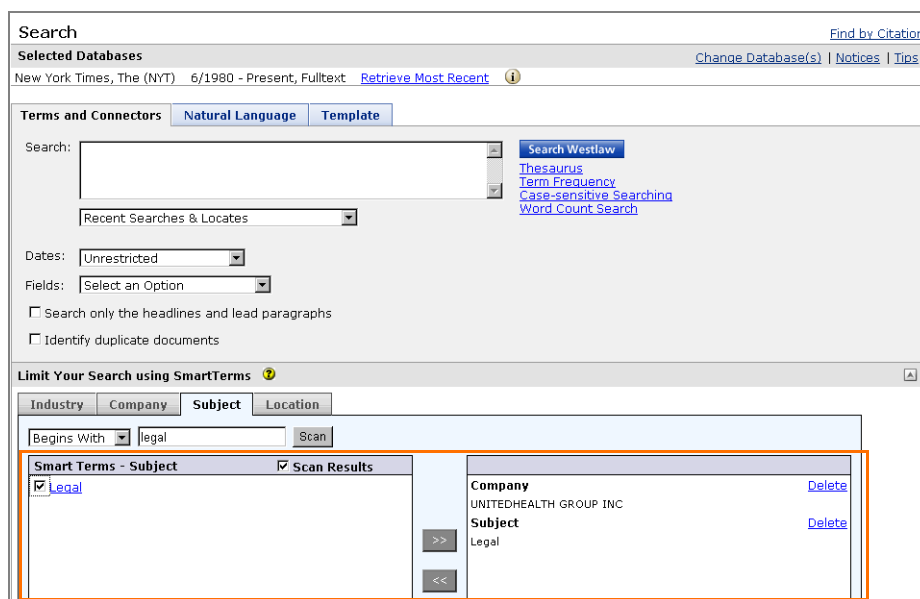 Search
Find by Citation
Selected Databases
Change Database(s) | Notices | Tips
New York Times, The (NYT) 6/1980 - Present, Fulltext Retrieve Most Recent i
Terms and Connectors Natural Language Template
Search:
Search Westlaw
Thesaurus
Term Frequency
Case-sensitive Searching
Word Count Search
Recent Searches & Locates
Dates: Unrestricted
Fields: Select an Option
Search only the headlines and lead paragraphs
Identify duplicate documents
Limit Your Search using SmartTerms ?
Industry Company Subject Location
Begins With legal Scan
Smart Terms - Subject Scan Results
Legal
Company Delete
UNITEDHEALTH GROUP INC
Subject Delete
Legal
>>
<<